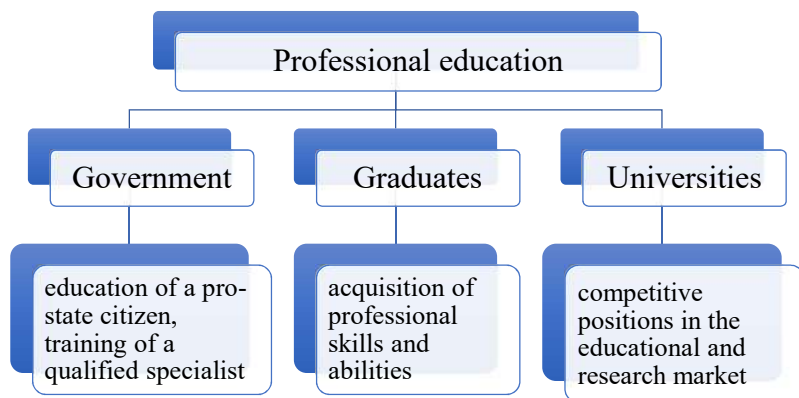 Professional education
Government
Graduates
Universities
education of a pro-
state citizen,
training of a
qualified specialist
acquisition of
professional
skills and
abilities
competitive
positions in the
educational and
research market